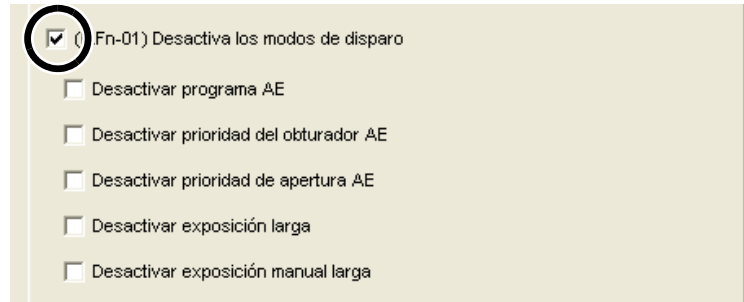 (.Fn-01) Desactiva los modos de disparo
Desactivar programa AE
Desactivar prioridad del obturador AE
Desactivar prioridad de apertura AE
Desactivar exposición larga
Desactivar exposición manual larga